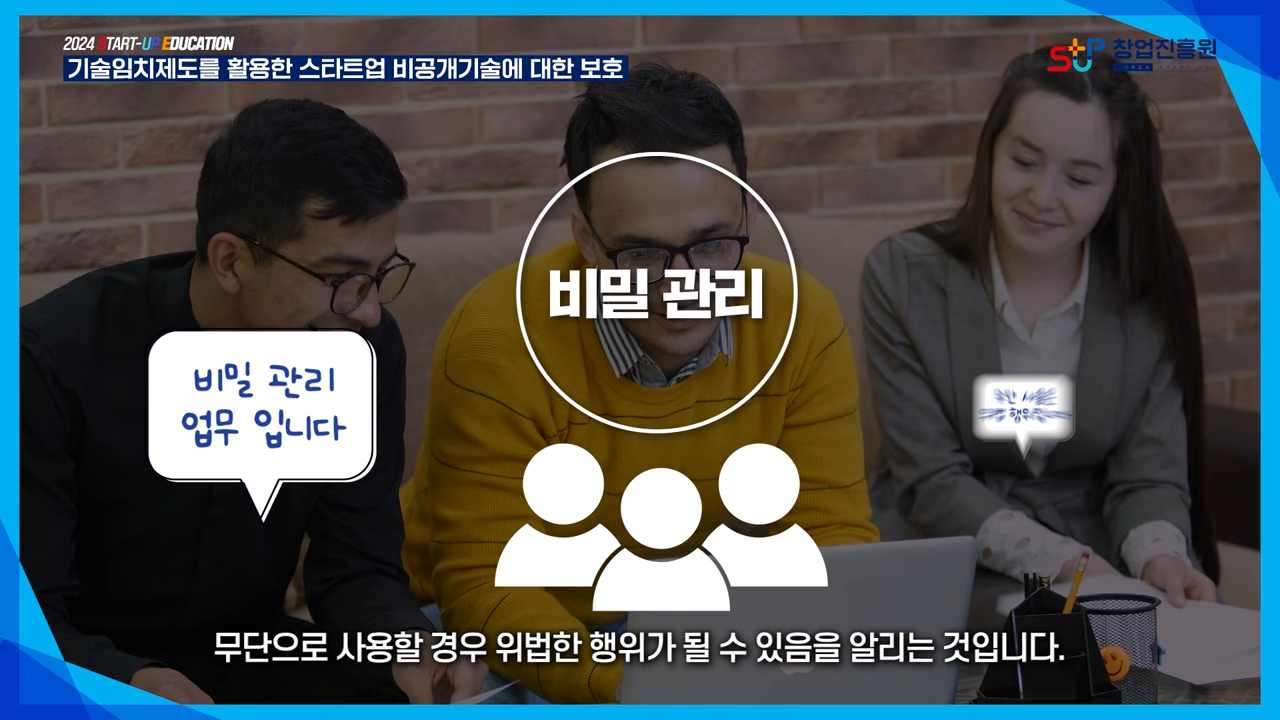 2024 START-UP EDUCATION
기술임치제도를 활용한 스타트업 비공개기술에 대한 보호
창업진흥원
비밀 관리
비밀 관리
업무 입니다
행위
무단으로 사용할 경우 위법한 행위가 될 수 있음을 알리는 것입니다.